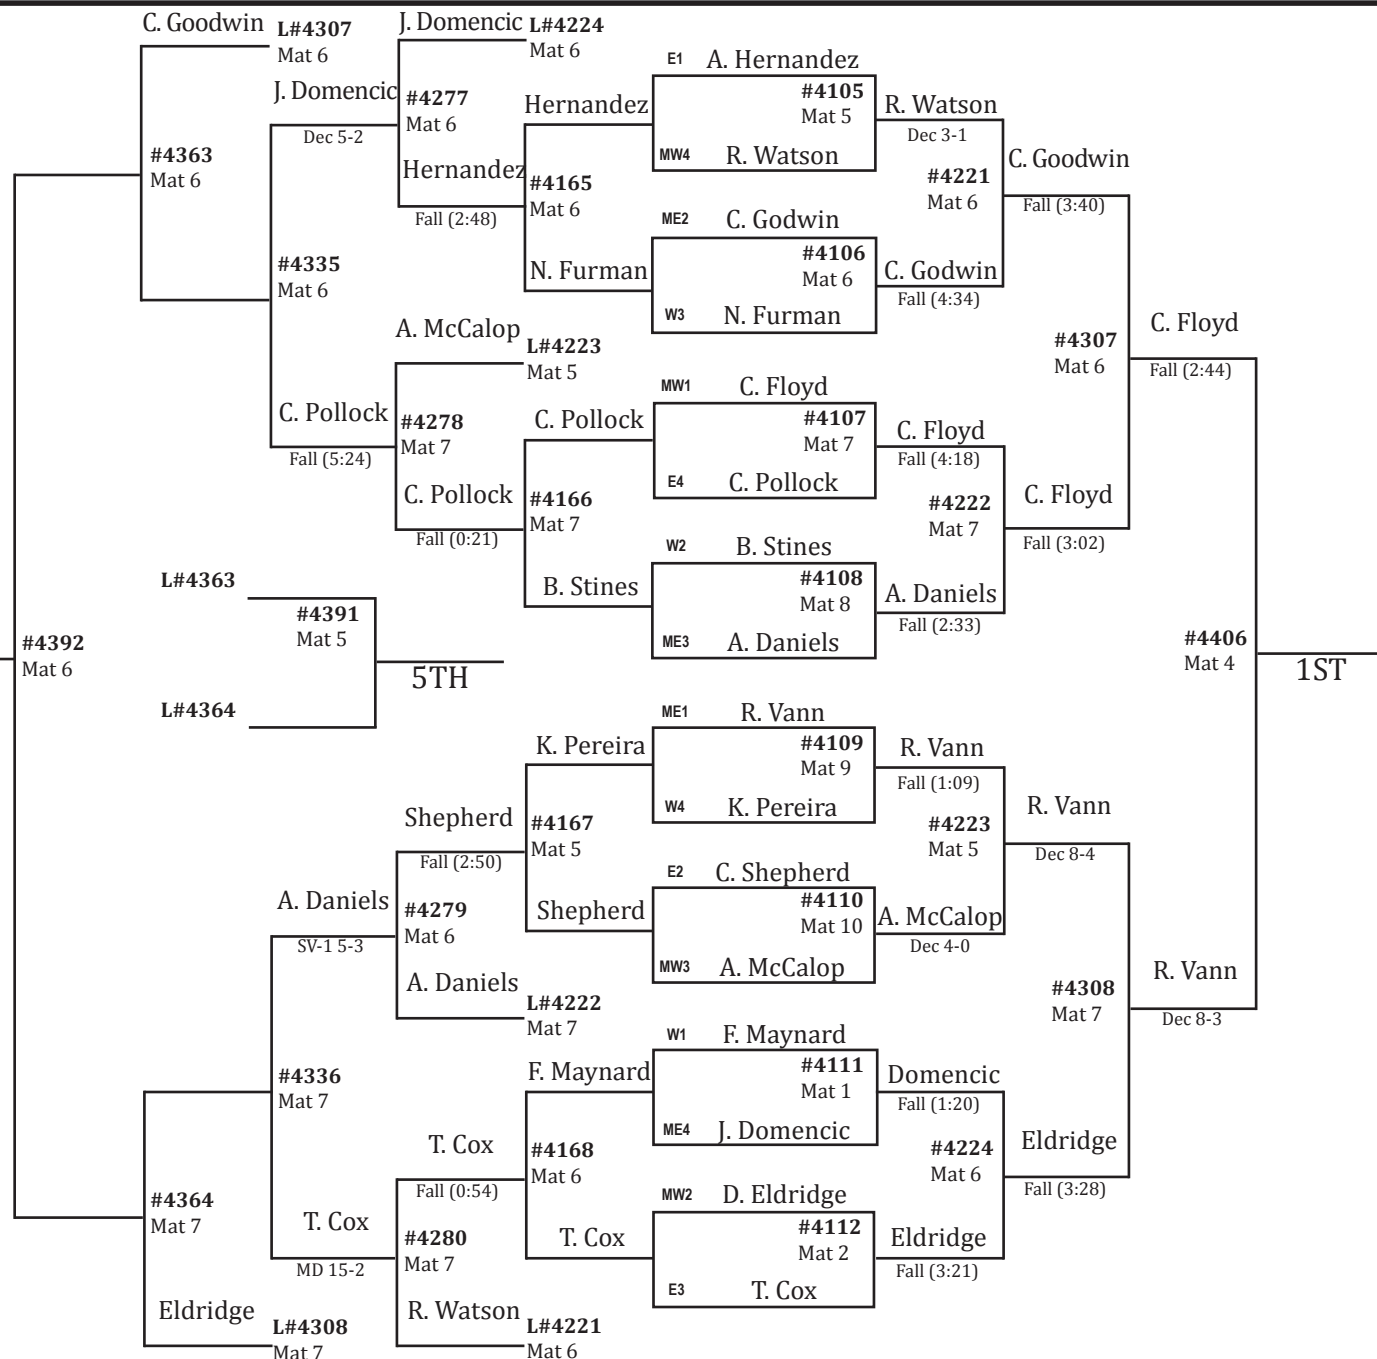 C. Goodwin
L#4307
Mat 6
J. Domencic
L#4224
Mat 6
E1 A. Hernandez
J. Domencic
#4277
Mat 6
Hernandez
#4105
Mat 5
R. Watson
Dec 5-2
Dec 3-1
#4363
Mat 6
Hernandez
MW4 R. Watson
C. Goodwin
#4165
Mat 6
#4221
Mat 6
Fall (2:48)
Fall (3:40)
ME2 C. Godwin
#4335
Mat 6
N. Furman
#4106
Mat 6
C. Godwin
Fall (4:34)
W3 N. Furman
A. McCalop
L#4223
Mat 5
#4307
Mat 6
C. Floyd
Fall (2:44)
MW1 C. Floyd
C. Pollock
#4278
Mat 7
C. Pollock
#4107
Mat 7
C. Floyd
Fall (5:24)
Fall (4:18)
C. Pollock
E4 C. Pollock
C. Floyd
#4166
Mat 7
#4222
Mat 7
Fall (0:21)
Fall (3:02)
W2 B. Stines
L#4363
B. Stines
#4108
Mat 8
A. Daniels
#4391
Mat 5
Fall (2:33)
#4392
Mat 6
ME3 A. Daniels
#4406
Mat 4
5TH
1ST
L#4364
ME1 R. Vann
K. Pereira
#4109
Mat 9
R. Vann
Fall (1:09)
Shepherd
#4167
Mat 5
W4 K. Pereira
#4223
Mat 5
R. Vann
Fall (2:50)
Dec 8-4
E2 C. Shepherd
A. Daniels
#4279
Mat 6
Shepherd
#4110
Mat 10
A. McCalop
SV-1 5-3
Dec 4-0
MW3 A. McCalop
R. Vann
A. Daniels
L#4222
Mat 7
#4308
Mat 7
Dec 8-3
W1 F. Maynard
#4336
Mat 7
F. Maynard
#4111
Mat 1
Domencic
Fall (1:20)
ME4 J. Domencic
T. Cox
#4168
Mat 6
#4224
Mat 6
Eldridge
Fall (0:54)
Fall (3:28)
#4364
Mat 7
MW2 D. Eldridge
T. Cox
#4280
Mat 7
T. Cox
#4112
Mat 2
Eldridge
MD 15-2
Fall (3:21)
E3 T. Cox
Eldridge
L#4308
Mat 7
R. Watson
L#4221
Mat 6